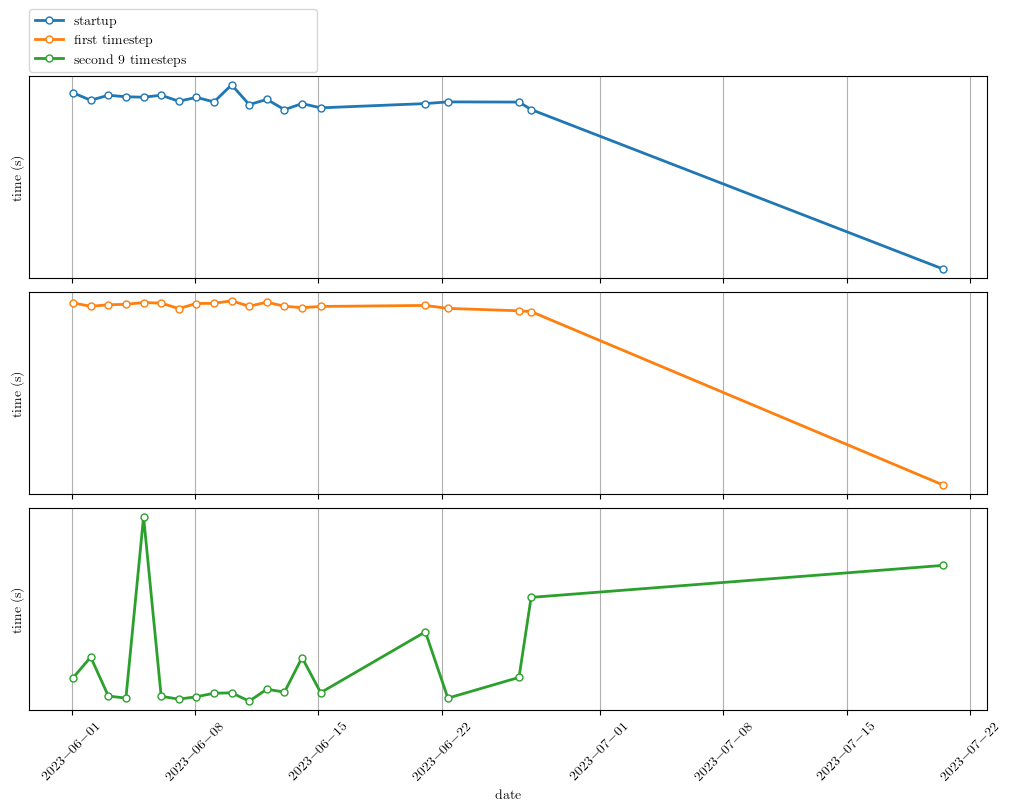 startup
first timestep
second 9 timesteps
time (s)
time (s)
time (s)
2023−06−01
2023−06−08
2023−06−15
2023−06−22
2023−07−01
2023−07−08
2023−07−15
2023−07−22
date